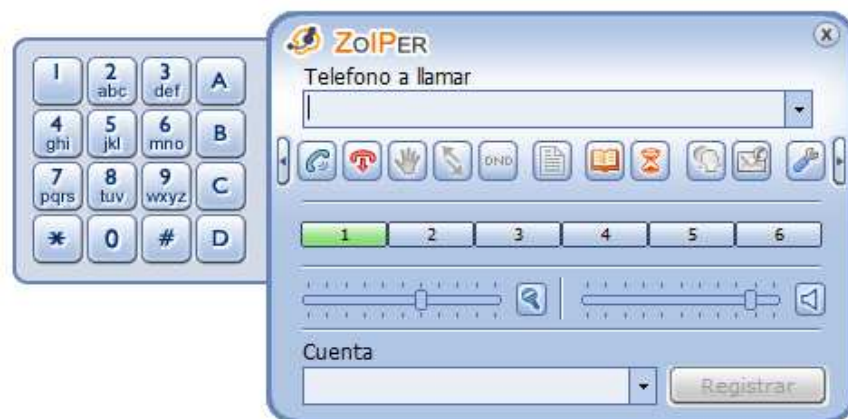 ZOIPER
Telefono a llamar
1 2 abc 3 def A
4 ghi 5 jkl 6 mno B
7 pqrs 8 tuv 9 wxyz C
* 0 # D
DND
1 2 3 4 5 6
Cuenta
Registrar